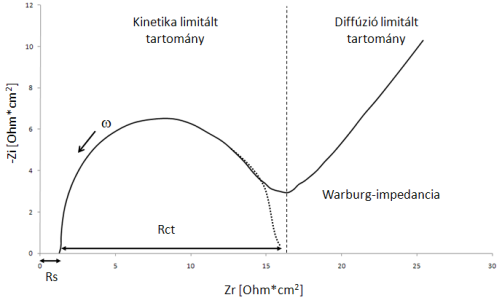 Kinetika limitált
tartomány
Diffúzió limitált
tartomány
12
10
8
6
4
2
0
-Zi [Ohm*cm²]
ω
Warburg-impedancia
Rct
0
5
10
15
20
25
30
Rs
Zr [Ohm*cm²]